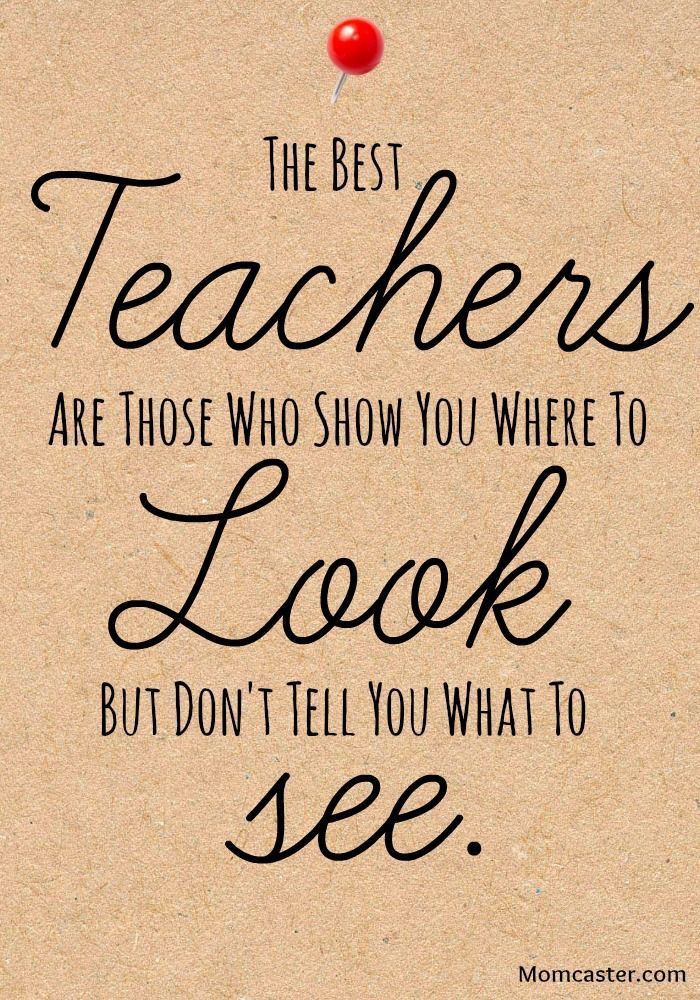 The Best
Teachers
Are Those Who Show You Where To
Look
But Don't Tell You What To
see.
Momcaster.com